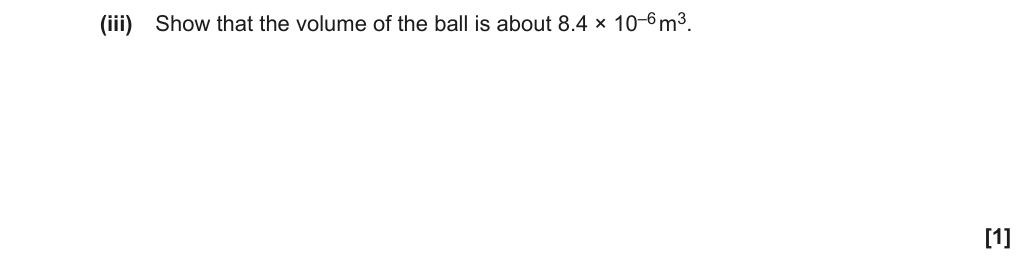 (iii) Show that the volume of the ball is about 8.4 × 10⁻⁶ m³.
[1]